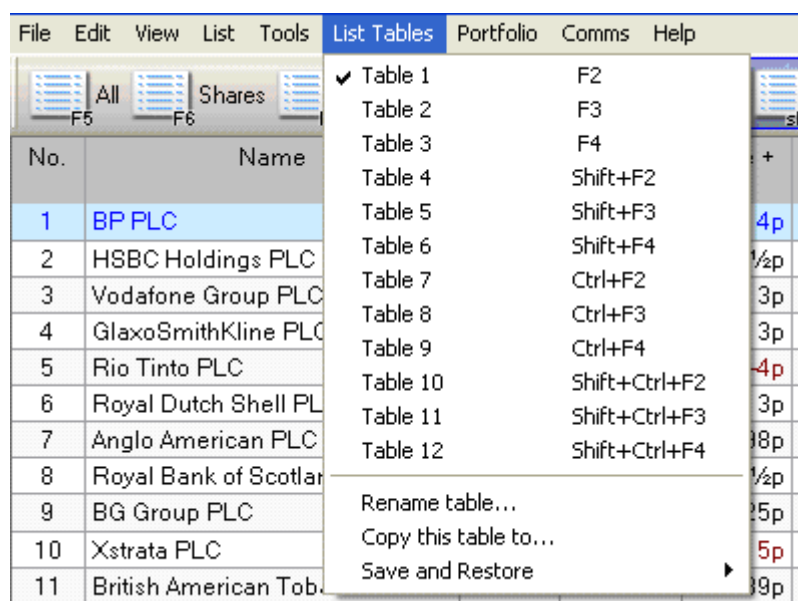 File Edit View List Tools List Tables Portfolio Comms Help
All Shares
F5 F6
No. Name +
1 BP PLC 4p
2 HSBC Holdings PLC ½p
3 Vodafone Group PLC 3p
4 GlaxoSmithKline PLC 3p
5 Rio Tinto PLC -4p
6 Royal Dutch Shell PL 3p
7 Anglo American PLC 38p
8 Royal Bank of Scotlan ½p
9 BG Group PLC 25p
10 Xstrata PLC 5p
11 British American Tob 39p
✔ Table 1 F2
Table 2 F3
Table 3 F4
Table 4 Shift+F2
Table 5 Shift+F3
Table 6 Shift+F4
Table 7 Ctrl+F2
Table 8 Ctrl+F3
Table 9 Ctrl+F4
Table 10 Shift+Ctrl+F2
Table 11 Shift+Ctrl+F3
Table 12 Shift+Ctrl+F4
Rename table...
Copy this table to...
Save and Restore